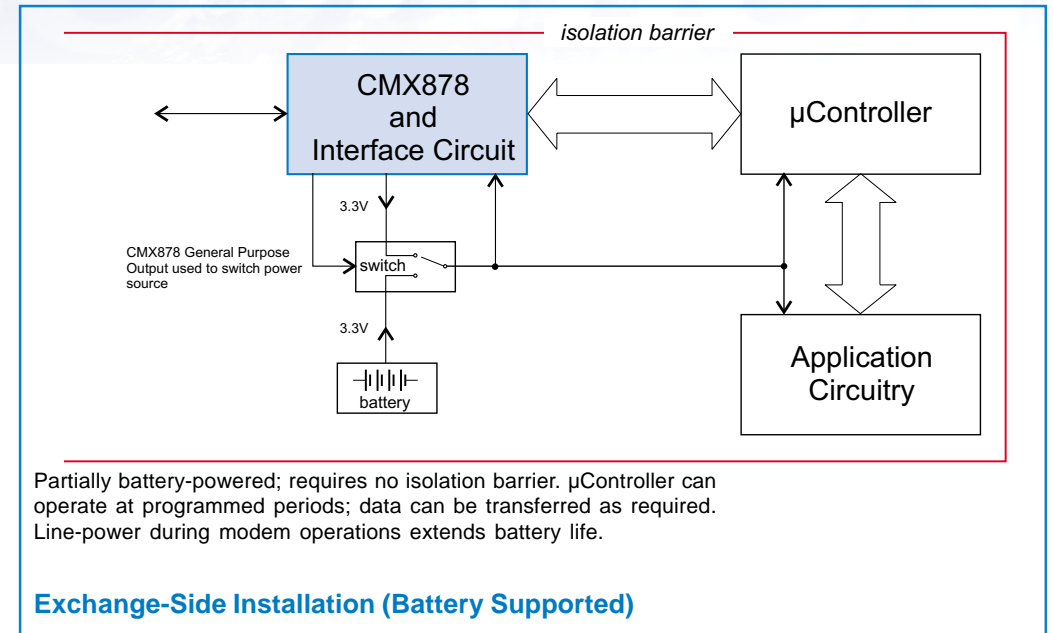 isolation barrier
CMX878
and
Interface Circuit
µController
3.3V
CMX878 General Purpose
Output used to switch power
source
switch
3.3V
battery
Application
Circuitry
Partially battery-powered; requires no isolation barrier. µController can
operate at programmed periods; data can be transferred as required.
Line-power during modem operations extends battery life.
Exchange-Side Installation (Battery Supported)